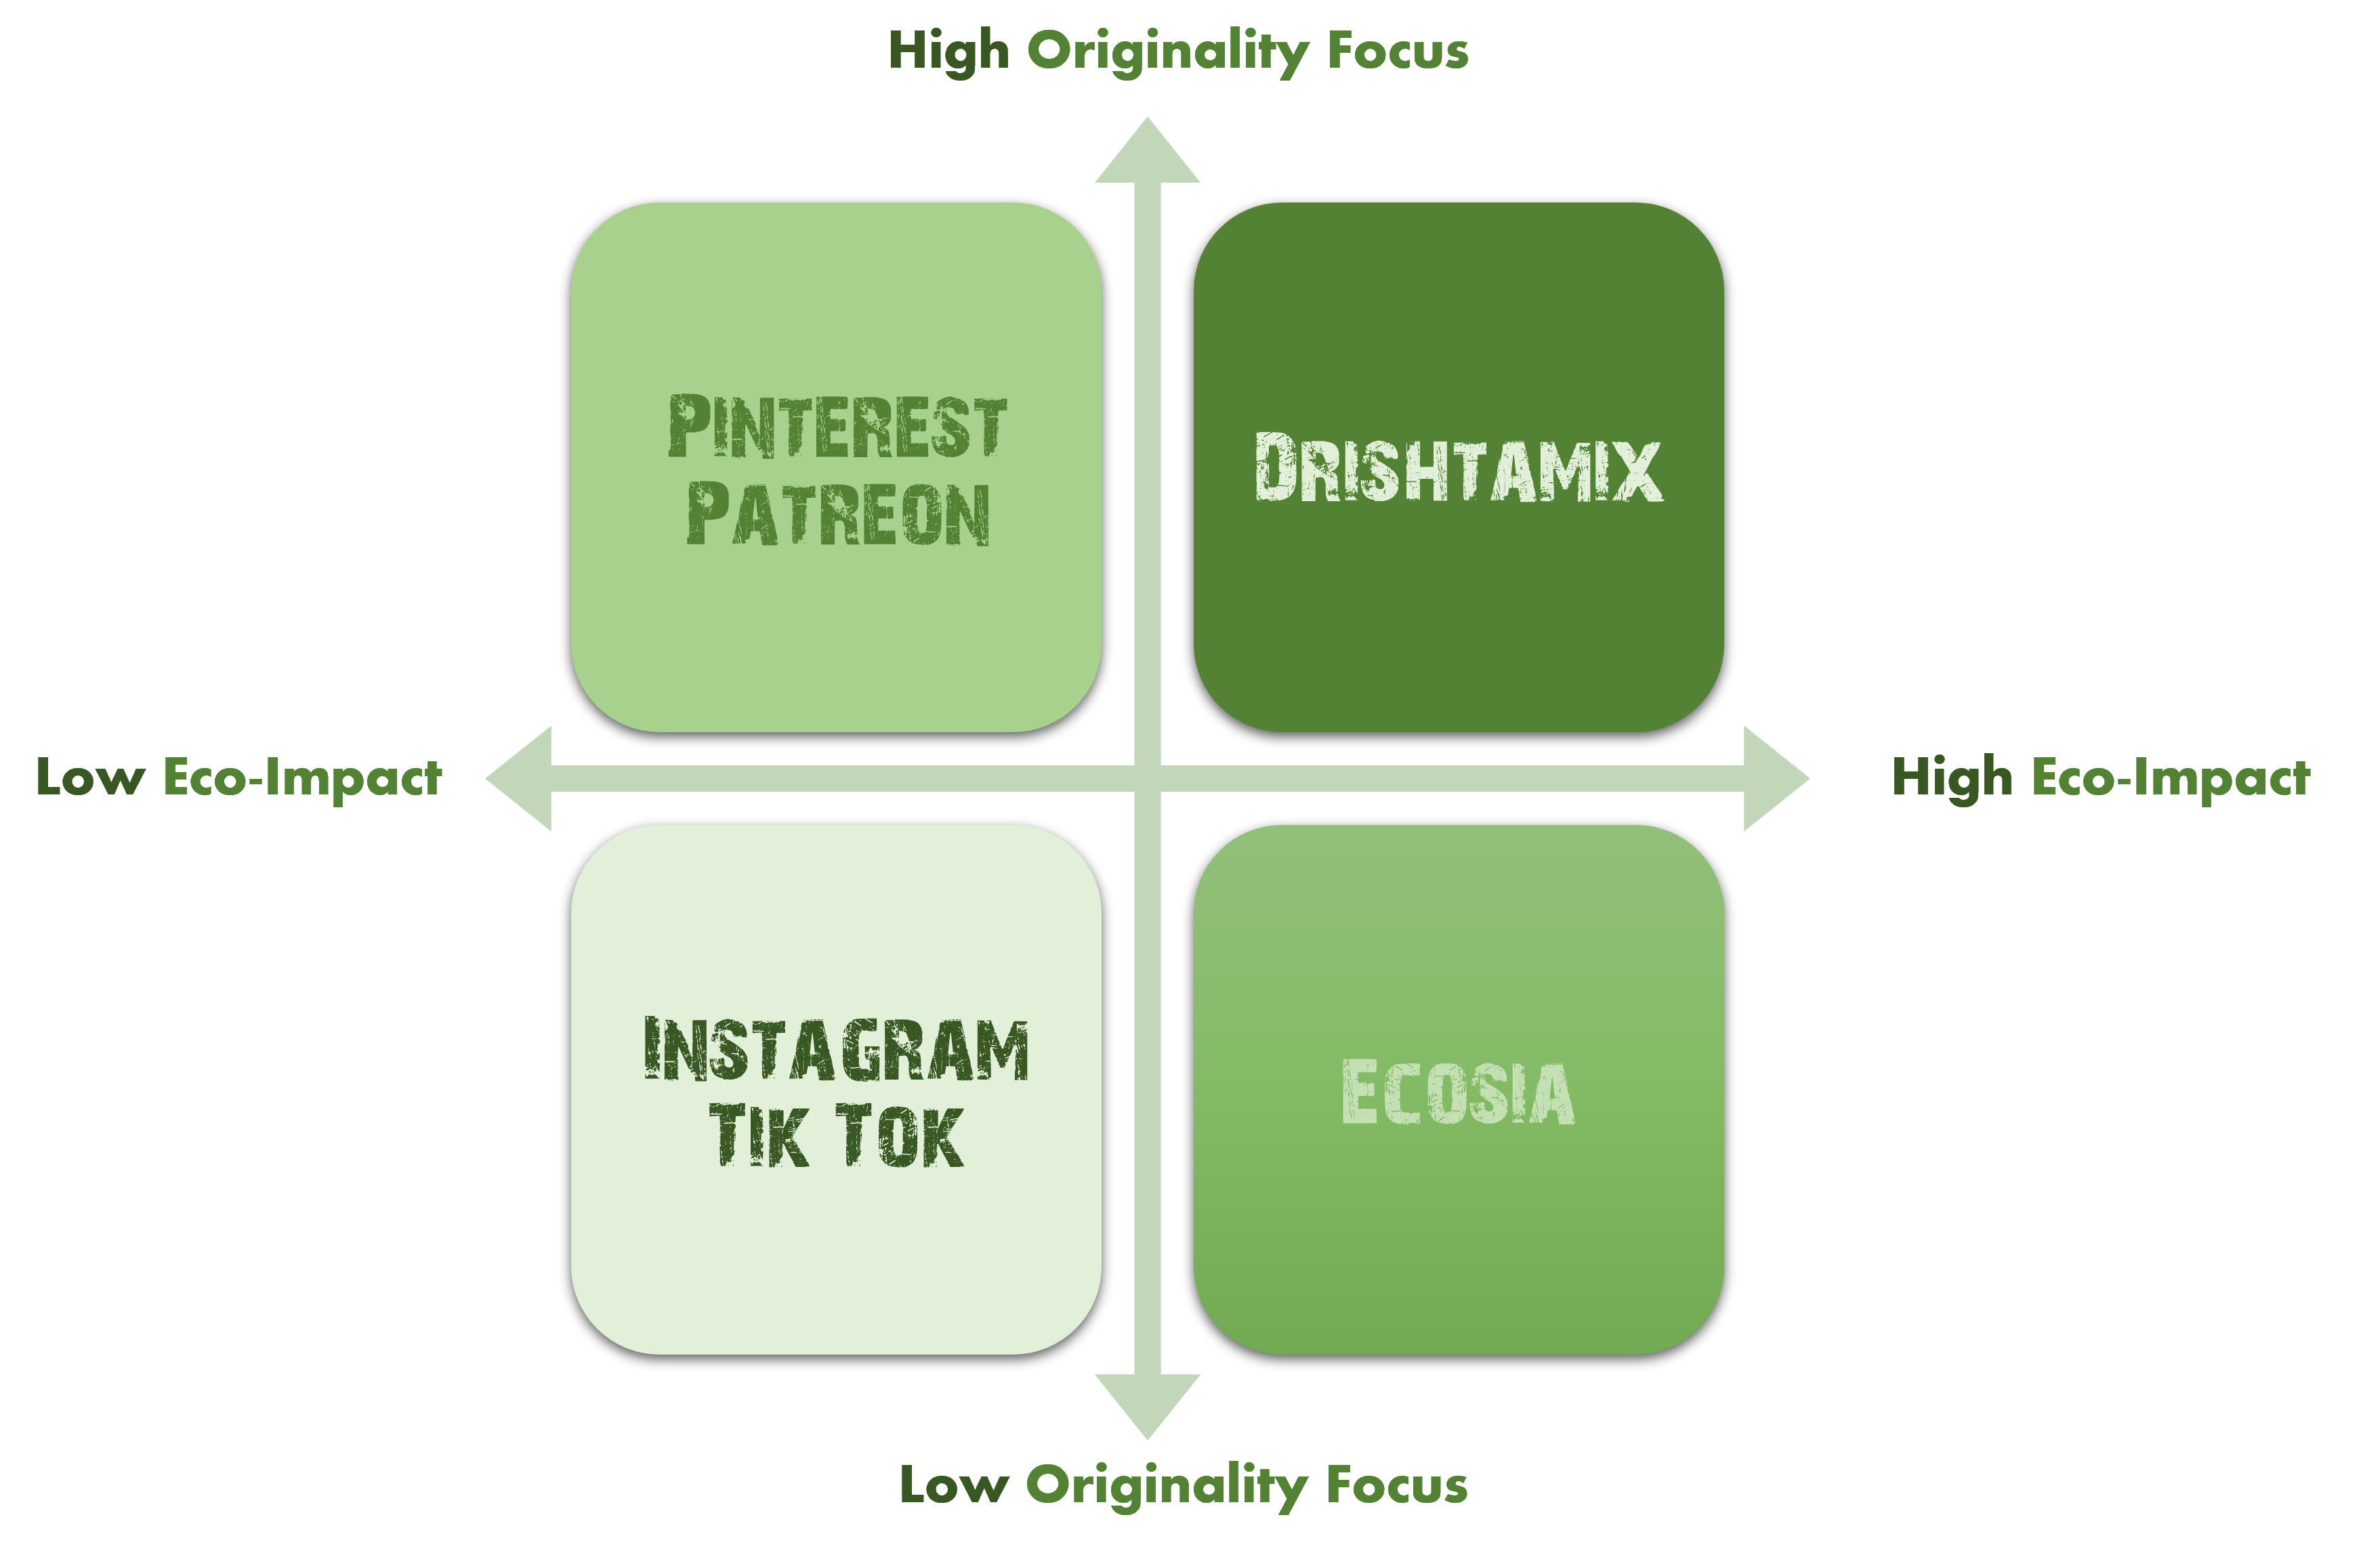 High Originality Focus
Pinterest
Patreon
Drishtamix
Low Eco-Impact
High Eco-Impact
Instagram
Tik Tok
Ecosia
Low Originality Focus